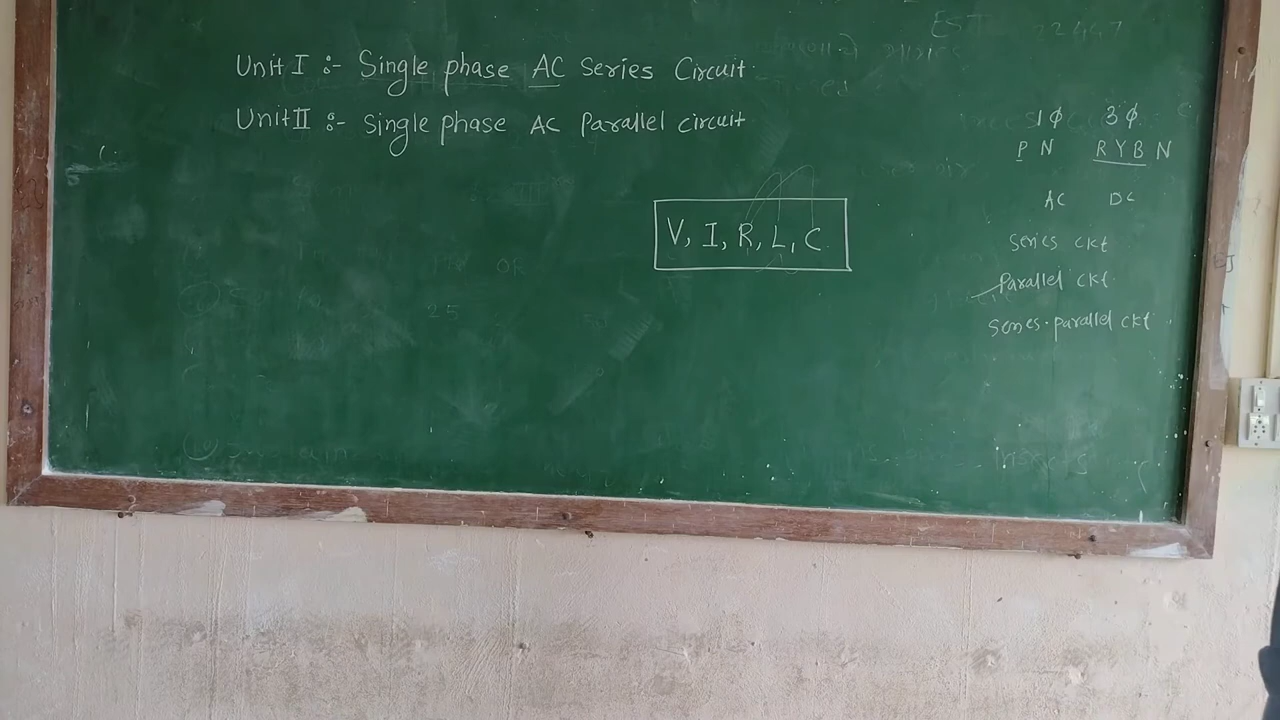 Unit I :- Single phase AC Series Circuit.
Unit II :- Single phase AC Parallel circuit
V, I, R, L, C
1ϕ 3ϕ
P N R Y B N
AC DC
Series ckt
Parallel ckt.
Series-parallel ckt